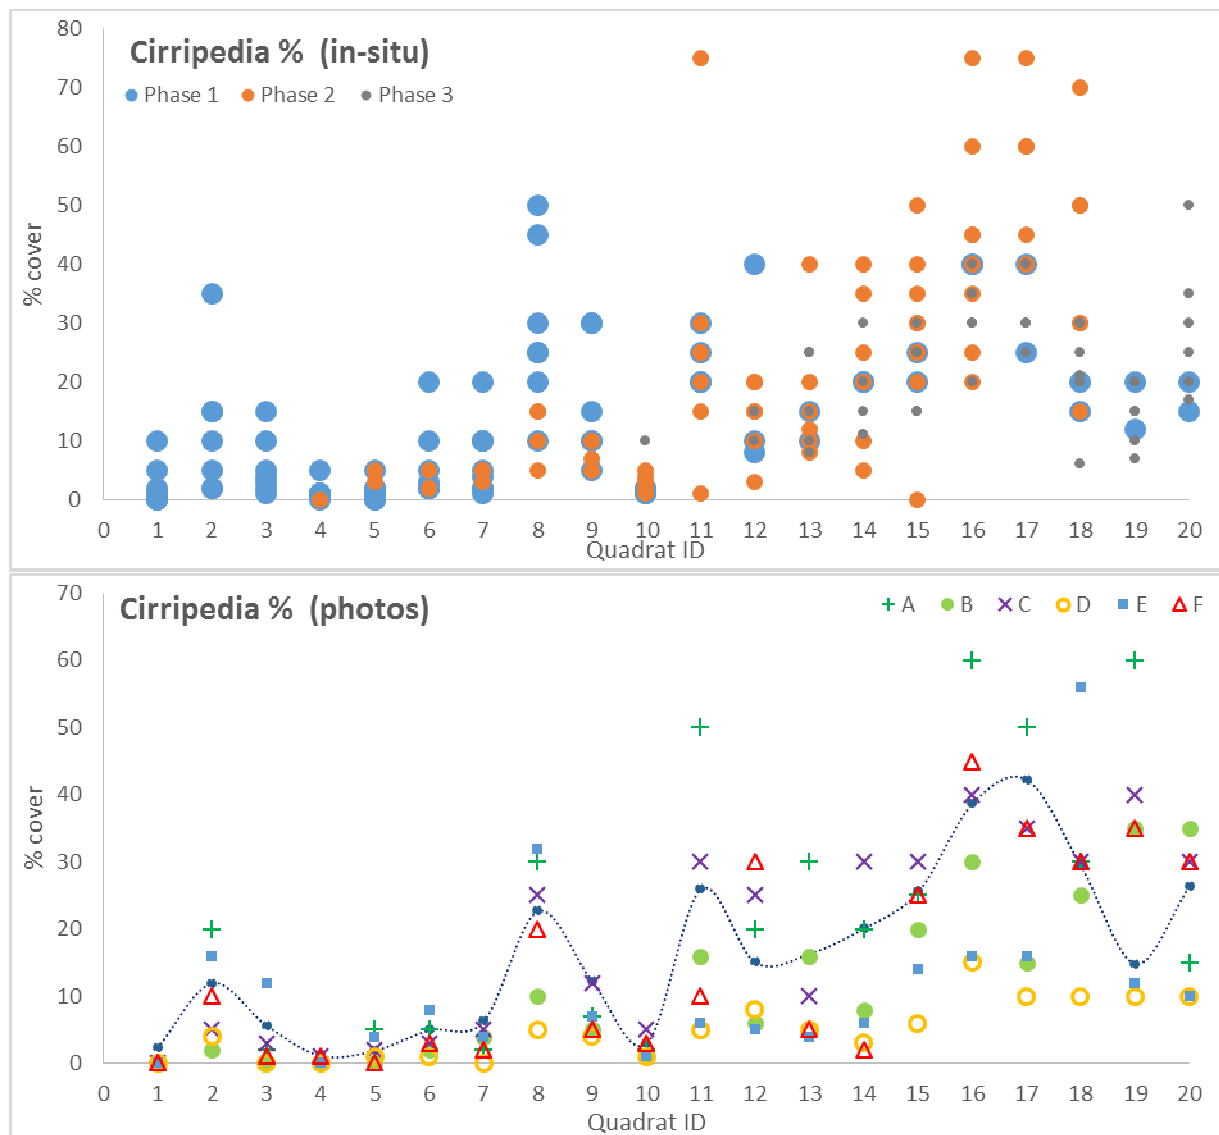 Cirripedia % (in-situ)
Phase 1 Phase 2 Phase 3
80
70
60
50
40
30
20
10
0
% cover
0 1 2 3 4 5 6 7 8 9 10 11 12 13 14 15 16 17 18 19 20
Quadrat ID
Cirripedia % (photos)
A B C D E F
70
60
50
40
30
20
10
0
% cover
0 1 2 3 4 5 6 7 8 9 10 11 12 13 14 15 16 17 18 19 20
Quadrat ID